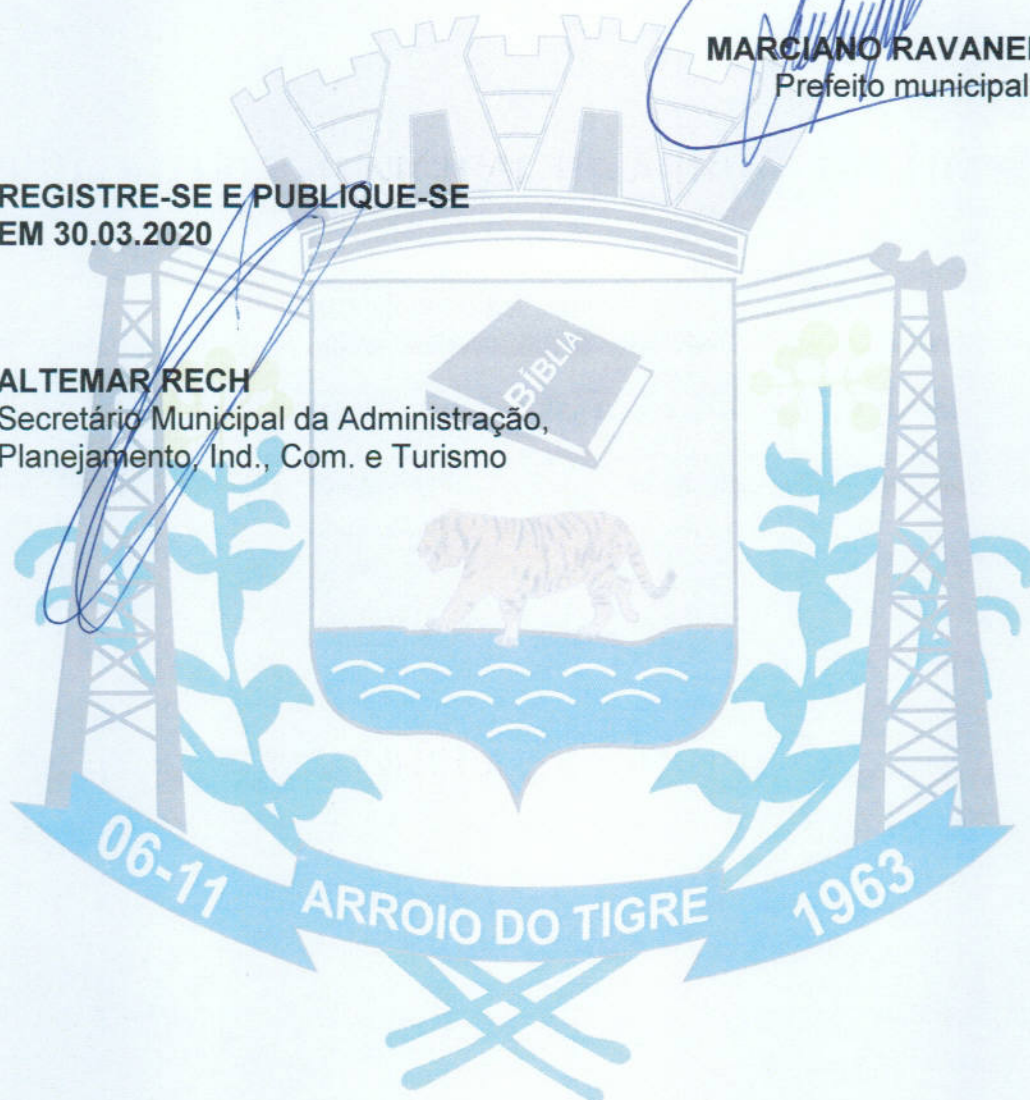 MARCIANO RAVANEL
Prefeito municipal
REGISTRE-SE E PUBLIQUE-SE
EM 30.03.2020
ALTEMAR RECH
Secretário Municipal da Administração,
Planejamento, Ind., Com. e Turismo
BÍBLIA
06-11 ARROIO DO TIGRE 1963